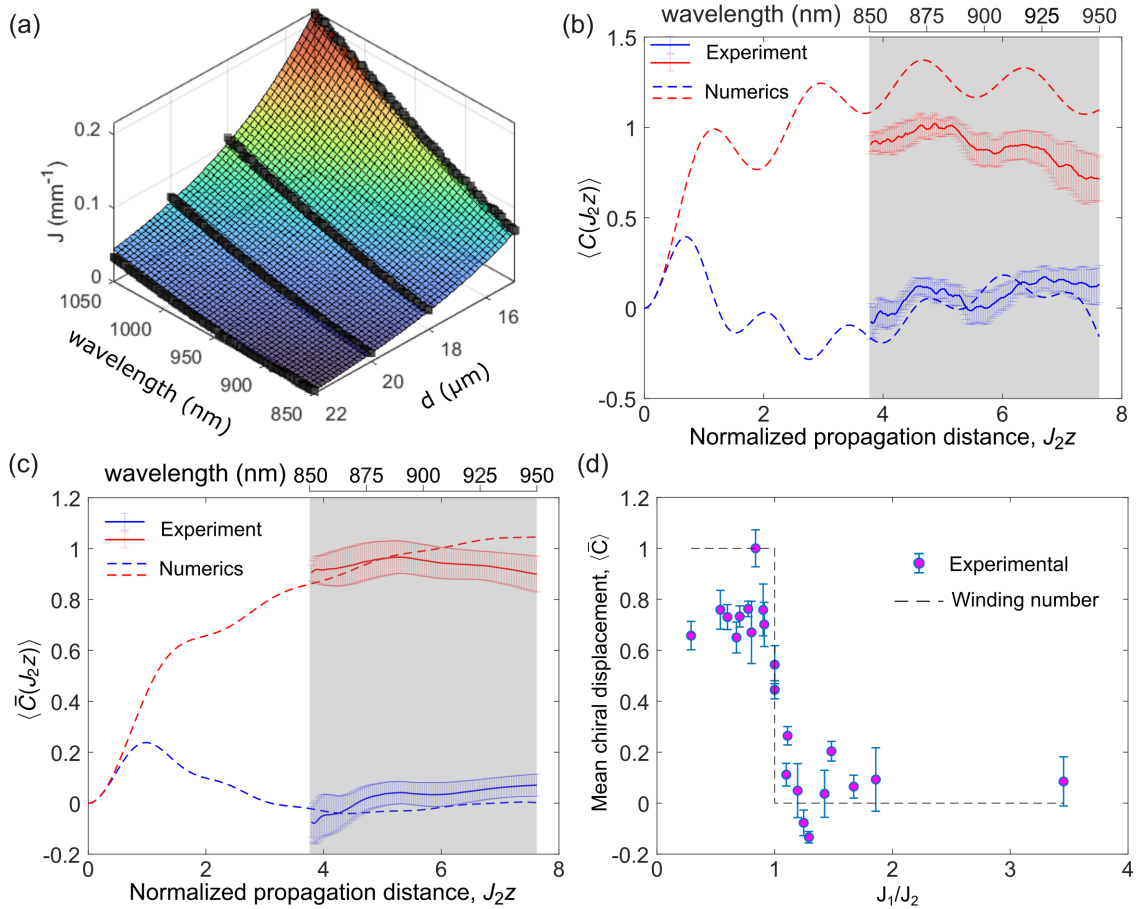 (a)
0.2
0.1
0
J (mm⁻¹)
1050
1000
950
900
850
wavelength (nm)
16
18
20
22
d (μm)
(b)
wavelength (nm)
850 875 900 925 950
Experiment
Numerics
1.5
1
0.5
0
-0.5
⟨C(J₂z)⟩
0 2 4 6 8
Normalized propagation distance, J₂z
(c)
wavelength (nm)
850 875 900 925 950
Experiment
Numerics
1.2
1
0.8
0.6
0.4
0.2
0
-0.2
⟨C̄(J₂z)⟩
0 2 4 6 8
Normalized propagation distance, J₂z
(d)
1.2
1
0.8
0.6
0.4
0.2
0
-0.2
Mean chiral displacement, ⟨C̄⟩
Experimental
Winding number
0 1 2 3 4
J₁/J₂